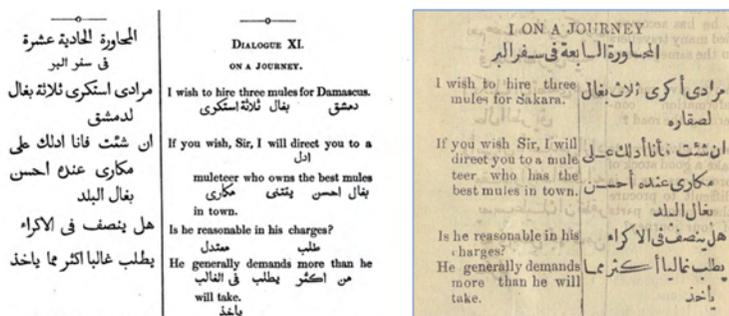 المحاورة الحادية عشرة
فى سفر البر
مرادى استكرى ثلاثة بغال
لدمشق
ان شئت فانا ادلك على
مكارى عنده احسن
بغال البلد
هل ينصف فى الاكراء
يطلب غالبا اكثر مما ياخذ
DIALOGUE XI.
ON A JOURNEY.
I wish to hire three mules for Damascus.
دمشق بغال ثلاثة استكرى
If you wish, Sir, I will direct you to a
ادل
muleteer who owns the best mules
بغال احسن يقتنى مكارى
in town.
Is he reasonable in his charges?
طلب معتدل
He generally demands more than he
من اكثر يطلب فى الغالب
will take.
ياخذ
I ON A JOURNEY
المحاورة السابعة فى سفر البر
I wish to hire three
mules for Sakara.
مرادى أكرى ثلاث بغال
لصقاره
If you wish Sir, I will
direct you to a mule
teer who has the
best mules in town.
ان شئت فأنا أدلك على
مكارى عنده أحسن
بغال البلد
Is he reasonable in his
charges?
هل ينصف فى الاكراء
He generally demands
more than he will
take.
يطلب غالبا أكثر مما
يأخذ